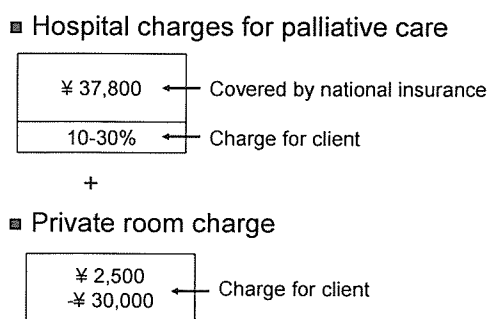 ■ Hospital charges for palliative care
¥ 37,800 Covered by national insurance
10-30% Charge for client
+
■ Private room charge
¥ 2,500
-¥ 30,000 Charge for client